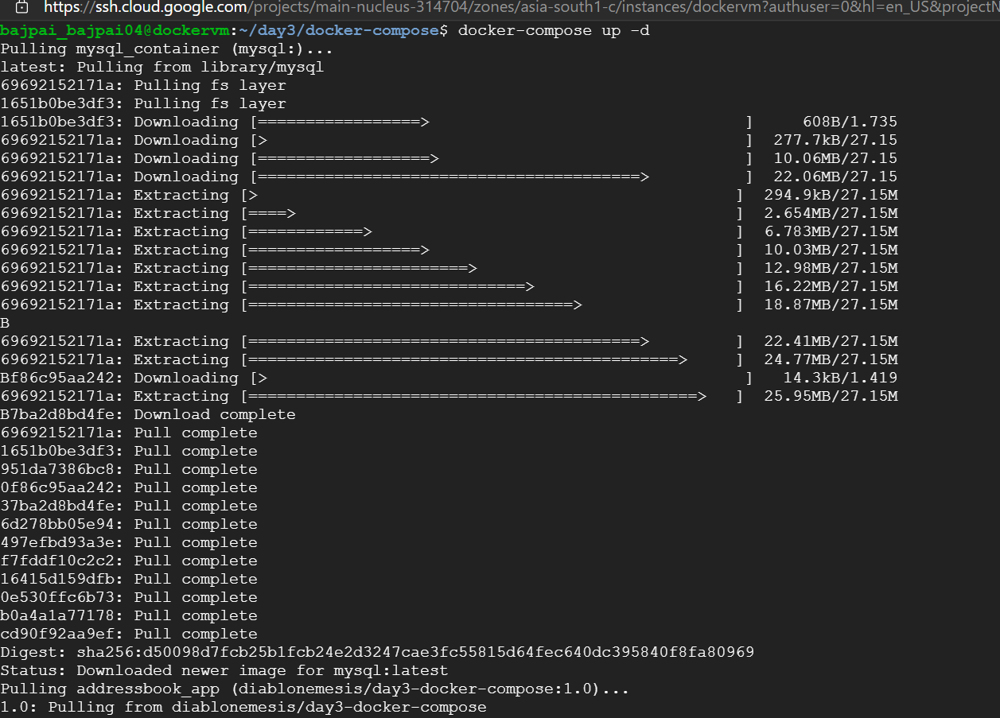 https://ssh.cloud.google.com/projects/main-nucleus-314704/zones/asia-south1-c/instances/dockervm?authuser=0&hl=en_US&projectN
bajpai_bajpai04@dockervm:~/day3/docker-compose$ docker-compose up -d
Pulling mysql_container (mysql:)...
latest: Pulling from library/mysql
69692152171a: Pulling fs layer
1651b0be3df3: Pulling fs layer
1651b0be3df3: Downloading [=================>                                 ]     608B/1.735
69692152171a: Downloading [>                                                  ]  277.7kB/27.15
69692152171a: Downloading [==================>                                ]  10.06MB/27.15
69692152171a: Downloading [========================================>          ]  22.06MB/27.15
69692152171a: Extracting [>                                                  ]  294.9kB/27.15M
69692152171a: Extracting [====>                                              ]  2.654MB/27.15M
69692152171a: Extracting [============>                                      ]  6.783MB/27.15M
69692152171a: Extracting [==================>                                ]  10.03MB/27.15M
69692152171a: Extracting [=======================>                           ]  12.98MB/27.15M
69692152171a: Extracting [=============================>                     ]  16.22MB/27.15M
69692152171a: Extracting [==================================>                ]  18.87MB/27.15M
B
69692152171a: Extracting [=========================================>         ]  22.41MB/27.15M
69692152171a: Extracting [=============================================>     ]  24.77MB/27.15M
Bf86c95aa242: Downloading [>                                                  ]   14.3kB/1.419
69692152171a: Extracting [===============================================>   ]  25.95MB/27.15M
B7ba2d8bd4fe: Download complete
69692152171a: Pull complete
1651b0be3df3: Pull complete
951da7386bc8: Pull complete
0f86c95aa242: Pull complete
37ba2d8bd4fe: Pull complete
6d278bb05e94: Pull complete
497efbd93a3e: Pull complete
f7fddf10c2c2: Pull complete
16415d159dfb: Pull complete
0e530ffc6b73: Pull complete
b0a4a1a77178: Pull complete
cd90f92aa9ef: Pull complete
Digest: sha256:d50098d7fcb25b1fcb24e2d3247cae3fc55815d64fec640dc395840f8fa80969
Status: Downloaded newer image for mysql:latest
Pulling addressbook_app (diablonemesis/day3-docker-compose:1.0)...
1.0: Pulling from diablonemesis/day3-docker-compose